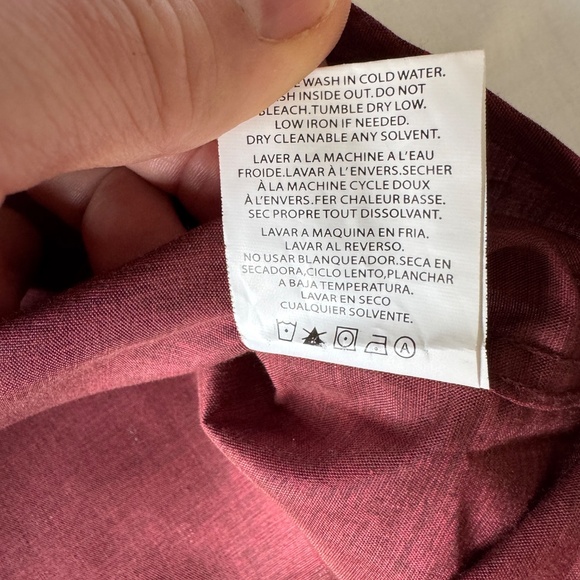 WASH IN COLD WATER.
INSIDE OUT.DO NOT
BLEACH.TUMBLE DRY LOW.
LOW IRON IF NEEDED.
DRY CLEANABLE ANY SOLVENT.
LAVER A LA MACHINE A L'EAU
FROIDE.LAVAR À L'ENVERS.SECHER
À LA MACHINE CYCLE DOUX
À L'ENVERS.FER CHALEUR BASSE.
SEC PROPRE TOUT DISSOLVANT.
LAVAR A MAQUINA EN FRIA.
LAVAR AL REVERSO.
NO USAR BLANQUEADOR.SECA EN
SECADORA,CICLO LENTO,PLANCHAR
A BAJA TEMPERATURA.
LAVAR EN SECO
CUALQUIER SOLVENTE.
A